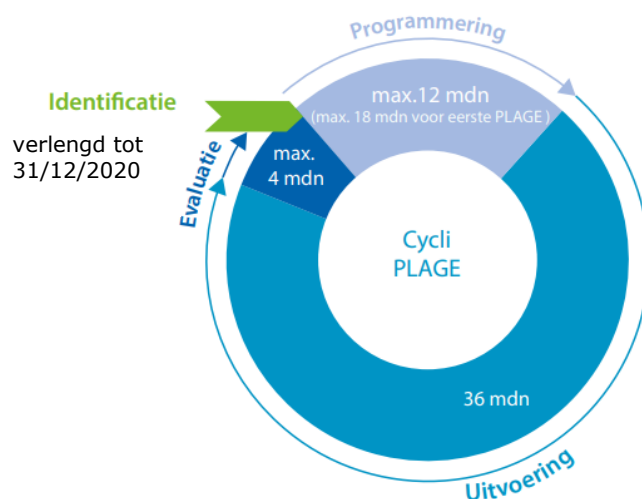 Programmering
max.12 mdn
(max. 18 mdn voor eerste PLAGE )
Identificatie
verlengd tot
31/12/2020
Evaluatie
max.
4 mdn
Cycli
PLAGE
36 mdn
Uitvoering